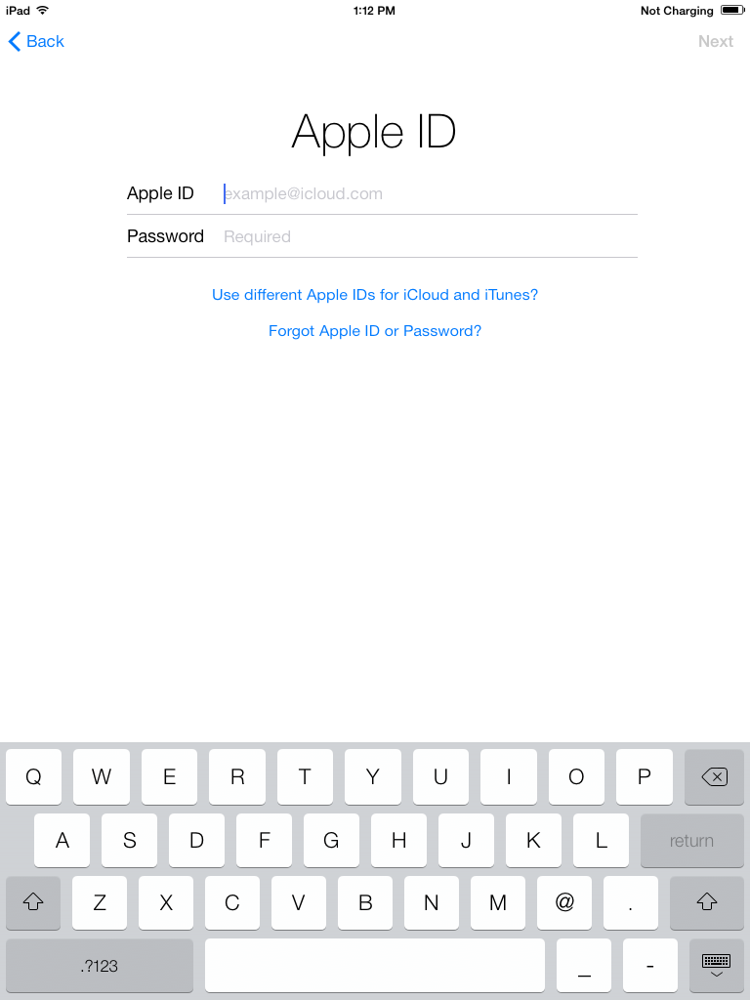 iPad 1:12 PM Not Charging
Back Next
Apple ID
Apple ID example@icloud.com
Password Required
Use different Apple IDs for iCloud and iTunes?
Forgot Apple ID or Password?
Q W E R T Y U I O P
A S D F G H J K L return
Z X C V B N M @ .
.?123 _ -